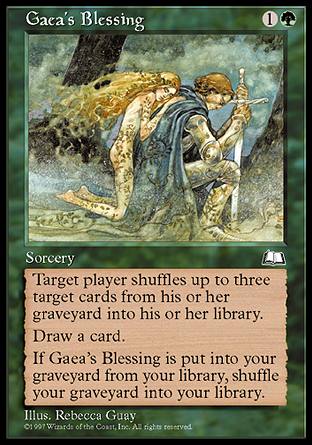 Gaea's Blessing 1
Sorcery
Target player shuffles up to three
target cards from his or her
graveyard into his or her library.
Draw a card.
If Gaea's Blessing is put into your
graveyard from your library, shuffle
your graveyard into your library.
Illus. Rebecca Guay
©1997 Wizards of the Coast, Inc. All rights reserved.